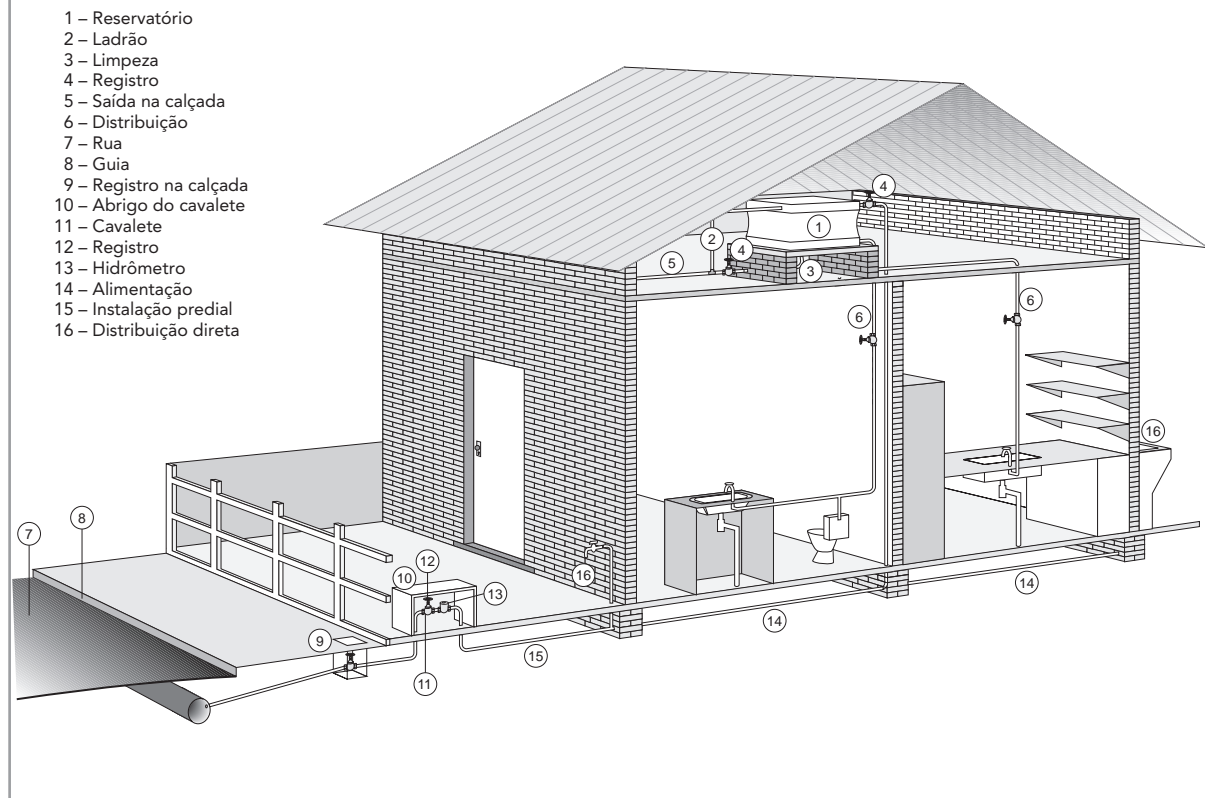 1 – Reservatório
2 – Ladrão
3 – Limpeza
4 – Registro
5 – Saída na calçada
6 – Distribuição
7 – Rua
8 – Guia
9 – Registro na calçada
10 – Abrigo do cavalete
11 – Cavalete
12 – Registro
13 – Hidrômetro
14 – Alimentação
15 – Instalação predial
16 – Distribuição direta
4
1
2
4
5
3
6
6
16
8
7
16
12
10
13
14
14
9
15
11